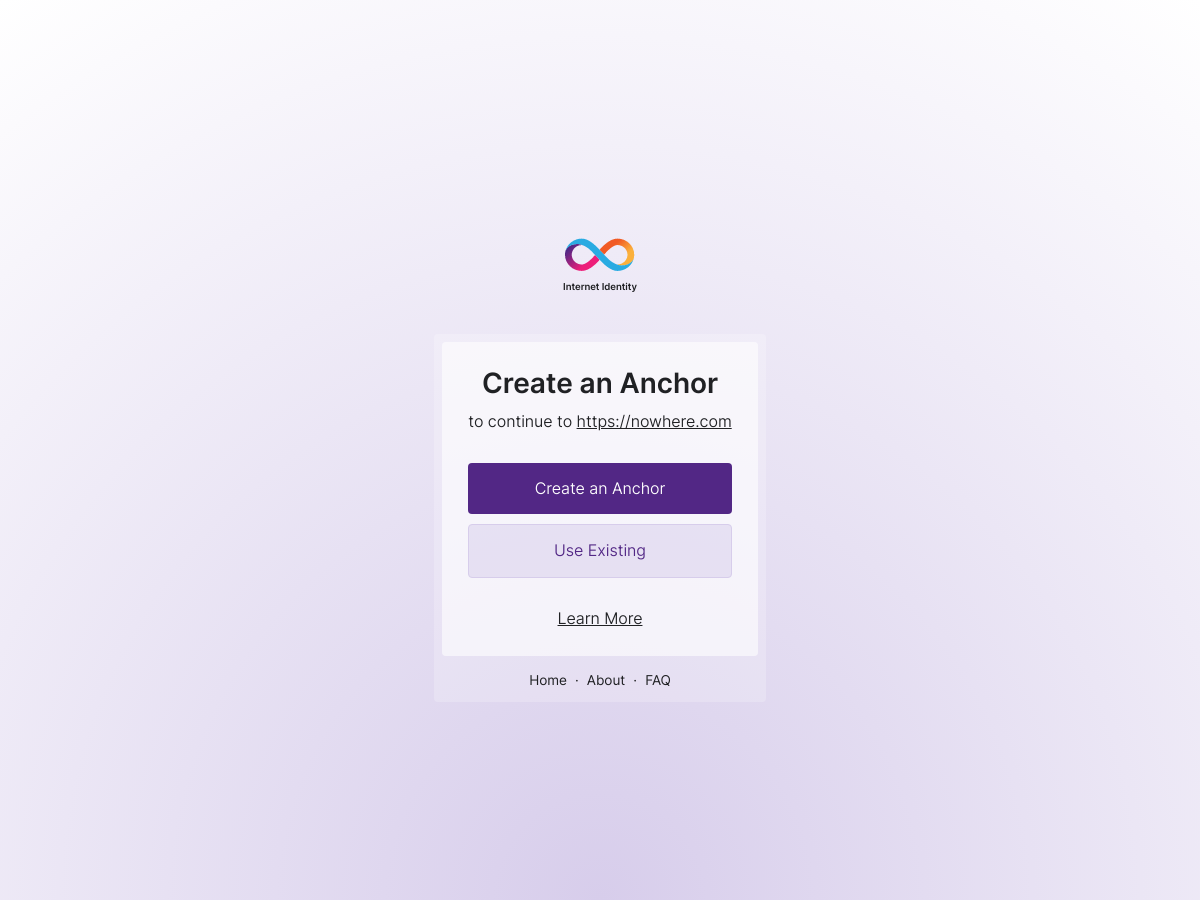 Internet Identity
Create an Anchor
to continue to https://nowhere.com
Create an Anchor
Use Existing
Learn More
Home · About · FAQ